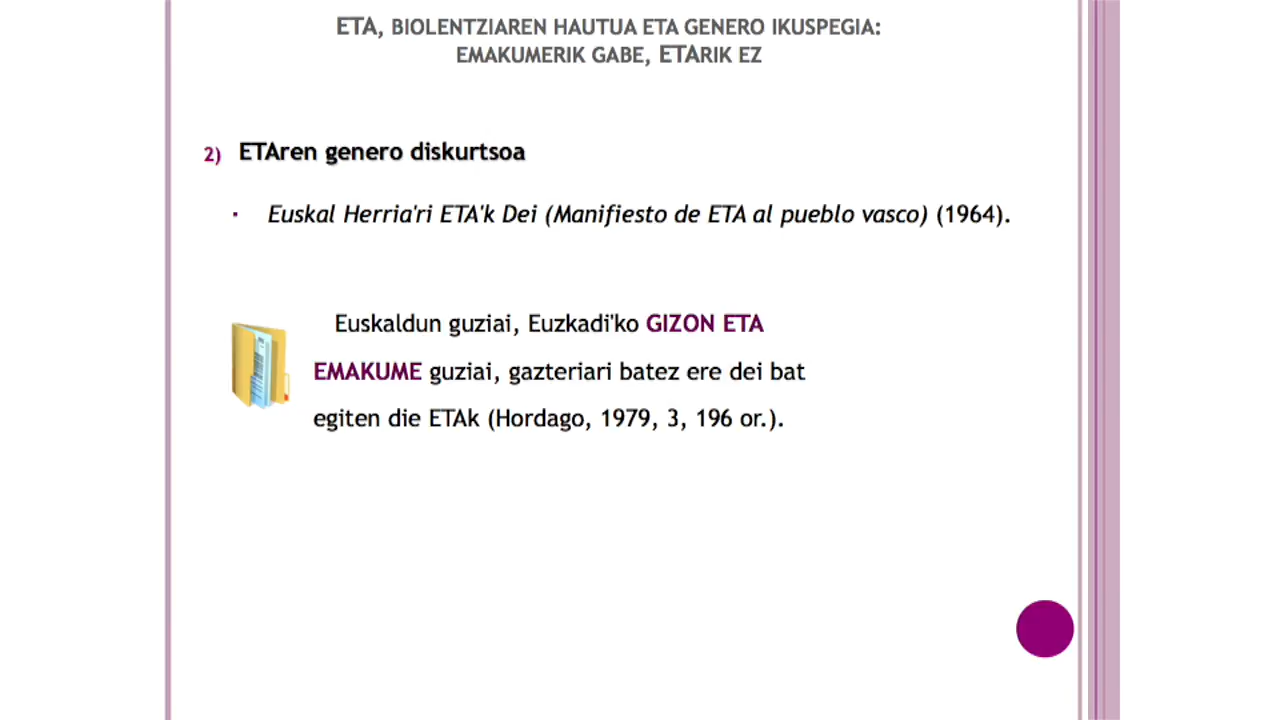 ETA, BIOLENTZIAREN HAUTUA ETA GENERO IKUSPEGIA:
EMAKUMERIK GABE, ETARIK EZ
2) ETAren genero diskurtsoa
▪ Euskal Herria'ri ETA'k Dei (Manifiesto de ETA al pueblo vasco) (1964).
Euskaldun guziai, Euzkadi'ko GIZON ETA
EMAKUME guziai, gazteriari batez ere dei bat
egiten die ETAk (Hordago, 1979, 3, 196 or.).